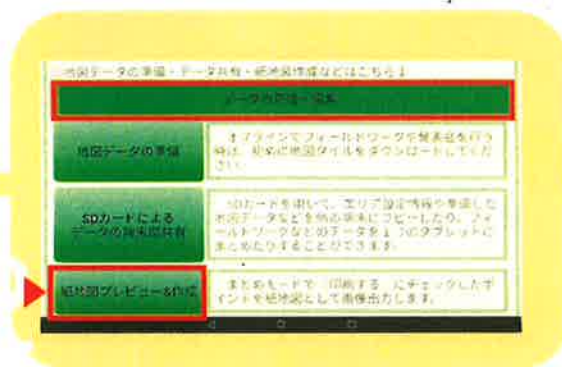 地図データの準備・データ共有・紙地図作成などはこちら↓
データの準備・編集
地図データの準備
オフラインでフィールドワークや発表会を行う
時は、初めに地図タイルをダウンロードしてくだ
さい。
SDカードによる
データの端末間共有
SDカードを用いて、エリア設定情報や準備した
地図データなどを他の端末にコピーしたり、フィ
ールドワークなどのデータを1つのタブレットに
まとめたりすることができます。
紙地図プレビュー&作成
まとめモードで「印刷する」にチェックしたポ
イントを紙地図として画像出力します。